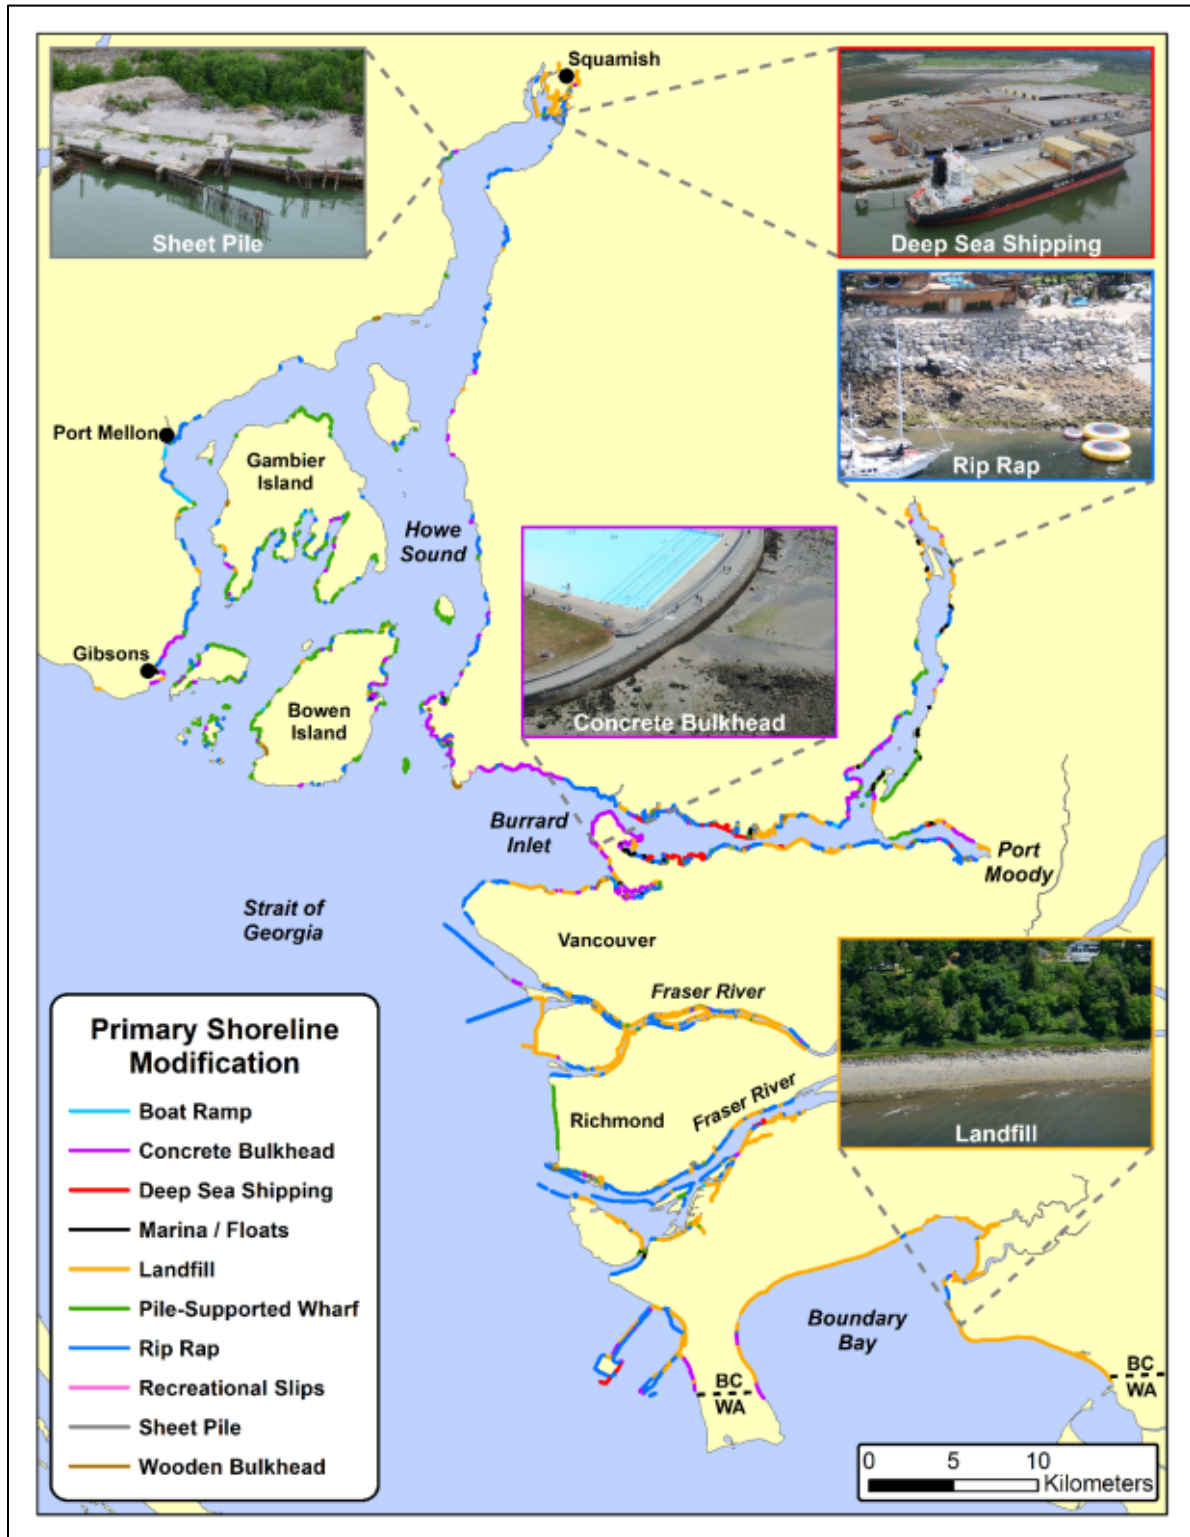 Squamish
Sheet Pile
Deep Sea Shipping
Rip Rap
Port Mellon
Gambier
Island
Howe
Sound
Gibsons
Bowen
Island
Concrete Bulkhead
Burrard
Inlet
Port
Moody
Strait of
Georgia
Vancouver
Fraser River
Richmond
Fraser River
Landfill
Boundary
Bay
BC
WA
BC
WA
Primary Shoreline
Modification
Boat Ramp
Concrete Bulkhead
Deep Sea Shipping
Marina / Floats
Landfill
Pile-Supported Wharf
Rip Rap
Recreational Slips
Sheet Pile
Wooden Bulkhead
0 5 10
Kilometers